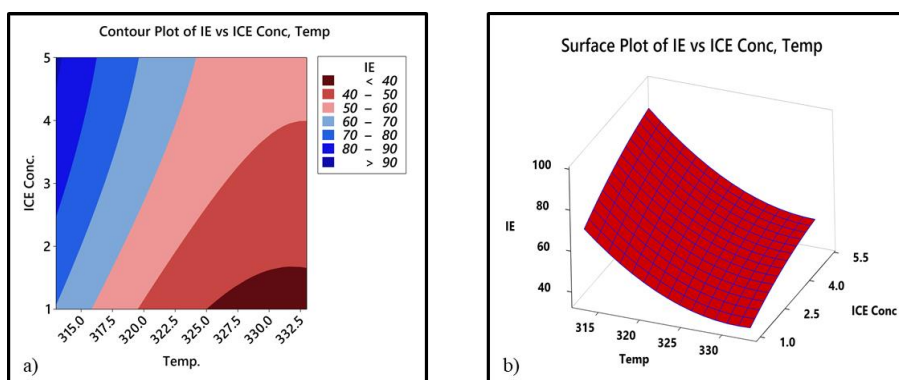 Contour Plot of IE vs ICE Conc, Temp
IE
< 40
40 – 50
50 – 60
60 – 70
70 – 80
80 – 90
> 90
5
4
3
2
1
ICE Conc.
315.0 317.5 320.0 322.5 325.0 327.5 330.0 332.5
Temp.
a)
Surface Plot of IE vs ICE Conc, Temp
100
80
60
40
IE
315 320 325 330
Temp
5.5
4.0
2.5
1.0
ICE Conc
b)